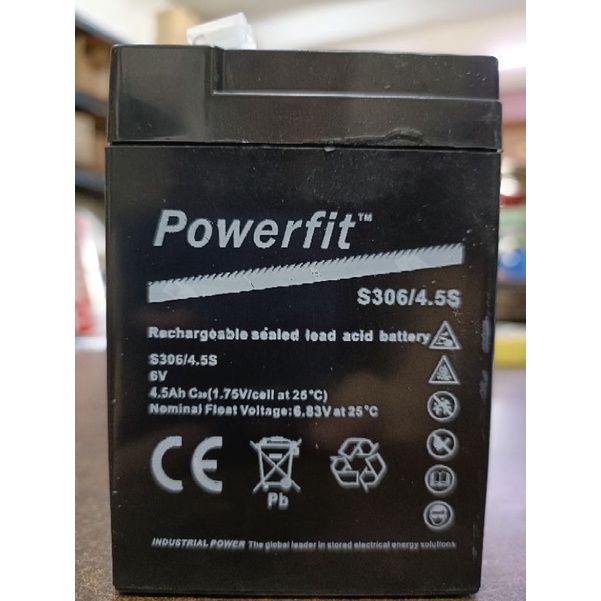 Powerfit™
S306/4.5S
Rechargeable sealed lead acid battery
S306/4.5S
6V
4.5Ah C₂₀(1.75V/cell at 25°C)
Nominal Float Voltage:6.83V at 25°C
CE
Pb
INDUSTRIAL POWER The global leader in stored electrical energy solutions